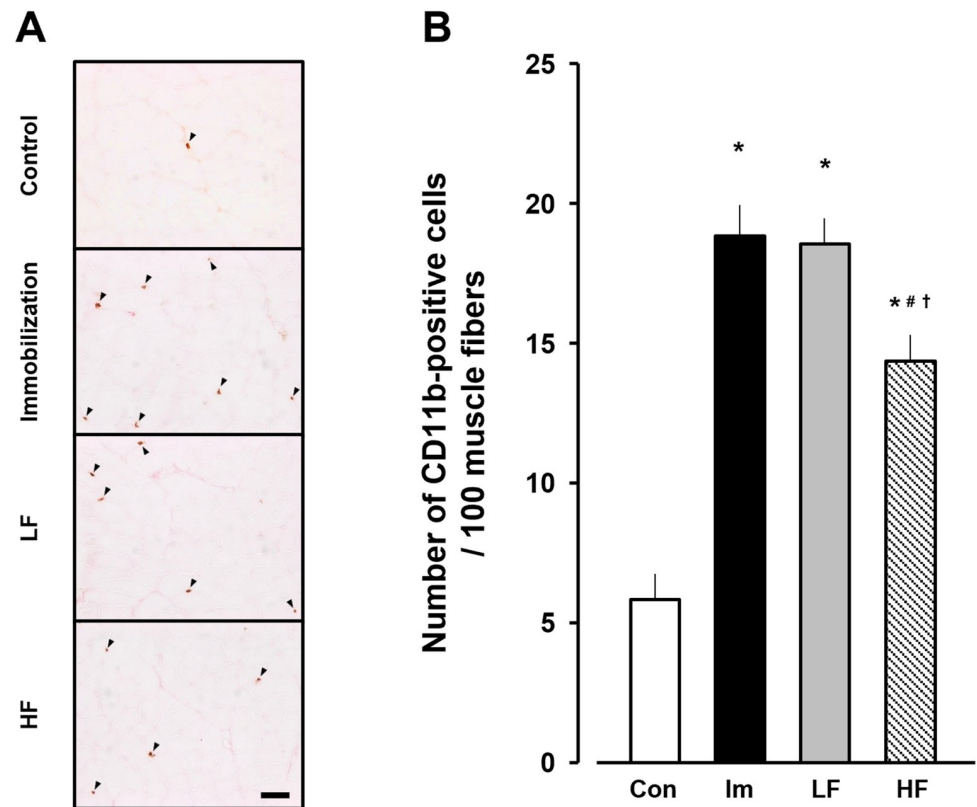 A
Control
Immobilization
LF
HF
B
Number of CD11b-positive cells
/ 100 muscle fibers
25
20
15
10
5
0
*
*
* # †
Con Im LF HF